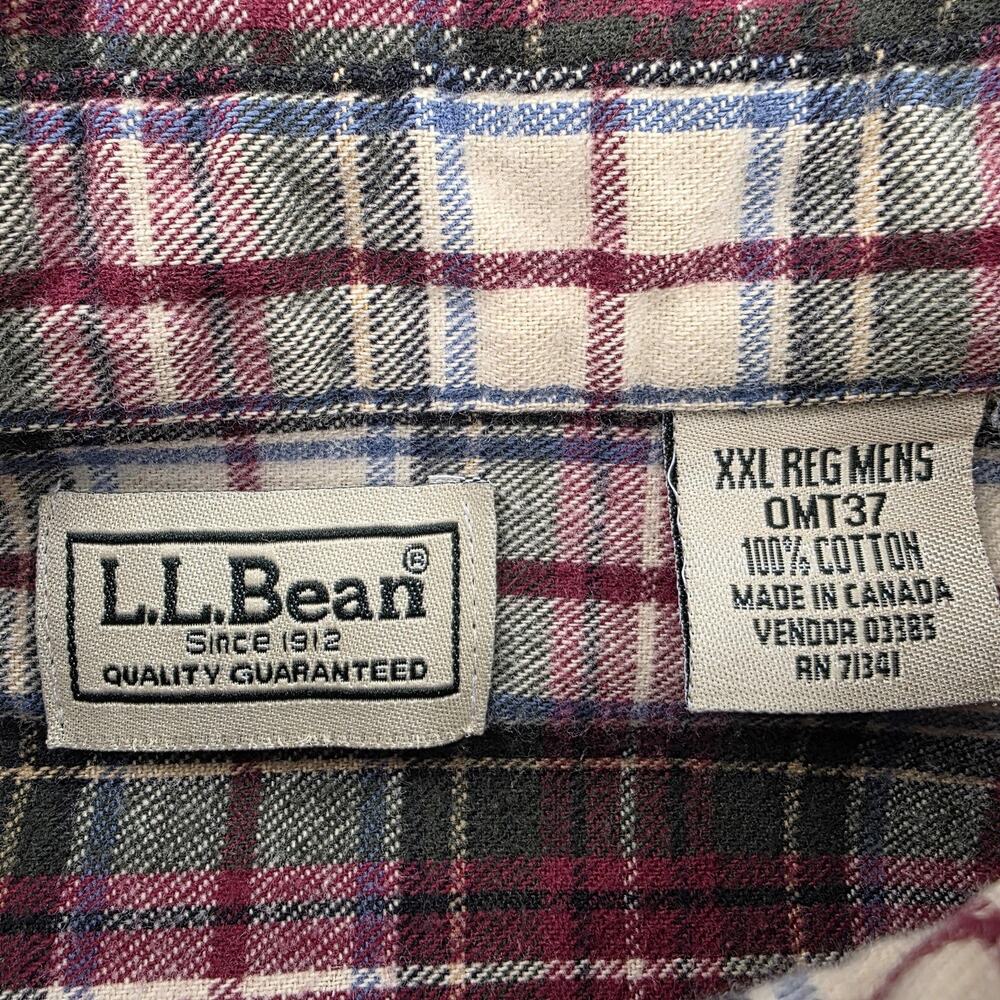 L.L.Bean®
Since 1912
QUALITY GUARANTEED
XXL REG MENS
OMT37
100% COTTON
MADE IN CANADA
VENDOR 03385
RN 71341